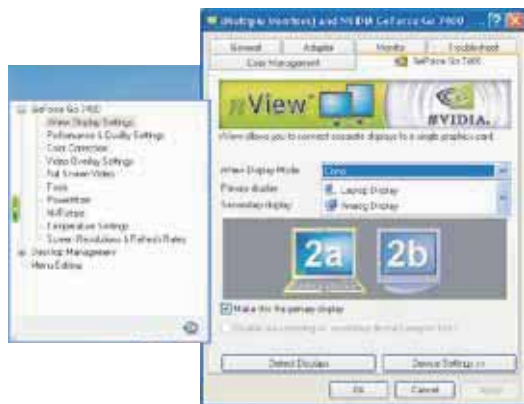 GeForce Go 7400
nView Display Settings
Performance & Quality Settings
Color Correction
Video Overlay Settings
Full Screen Video
Tools
PowerMizer
NvRotate
Temperature Settings
Screen Resolutions & Refresh Rates
Desktop Management
Menu Editing
(Multiple Monitors) and NVIDIA GeForce Go 7400
General Adapter Monitor Troubleshoot
Color Management GeForce Go 7400
nView
NVIDIA.
nView allows you to connect separate displays to a single graphics card.
nView Display Mode Clone
Primary display Laptop Display
Secondary display Analog Display
2a 2b
Make this the primary display
Detect Displays Device Settings >>
OK Cancel Apply